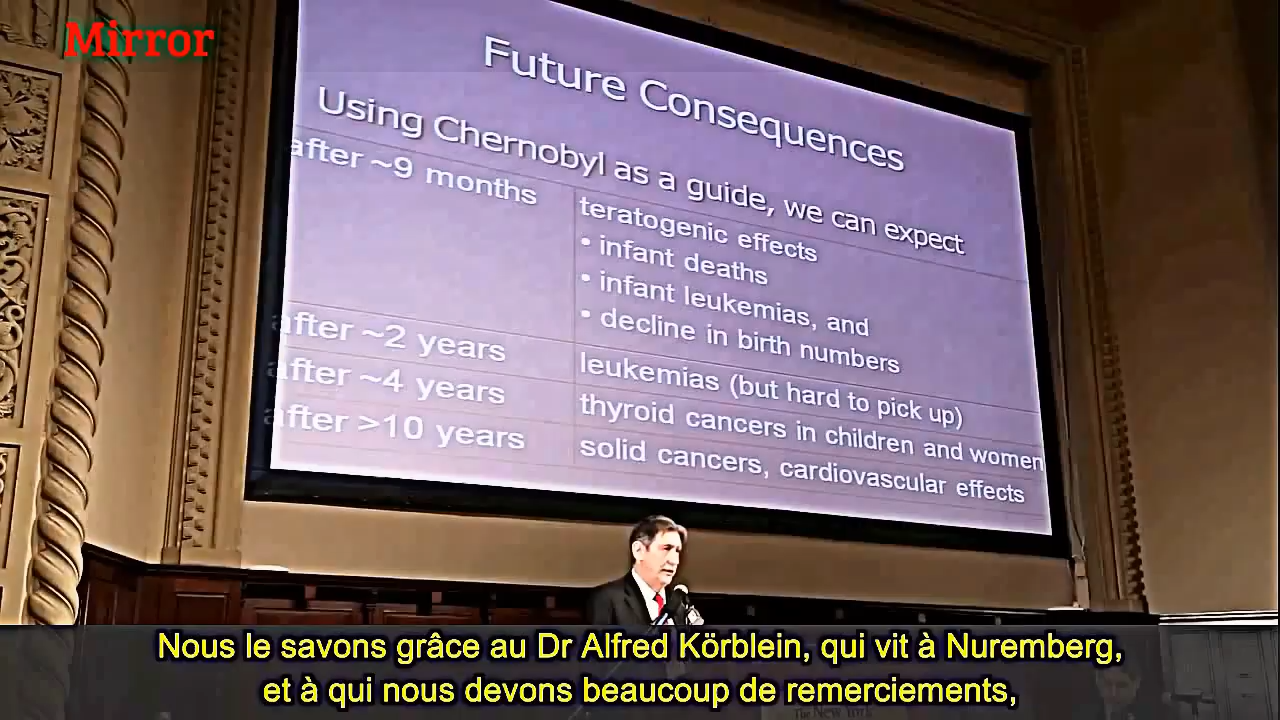 Mirror
Future Consequences
Using Chernobyl as a guide, we can expect
after ~9 months
teratogenic effects
• infant deaths
• infant leukemias, and
• decline in birth numbers
after ~2 years
leukemias (but hard to pick up)
after ~4 years
thyroid cancers in children and women
after >10 years
solid cancers, cardiovascular effects
Nous le savons grâce au Dr Alfred Körblein, qui vit à Nuremberg,
et à qui nous devons beaucoup de remerciements,
The New York